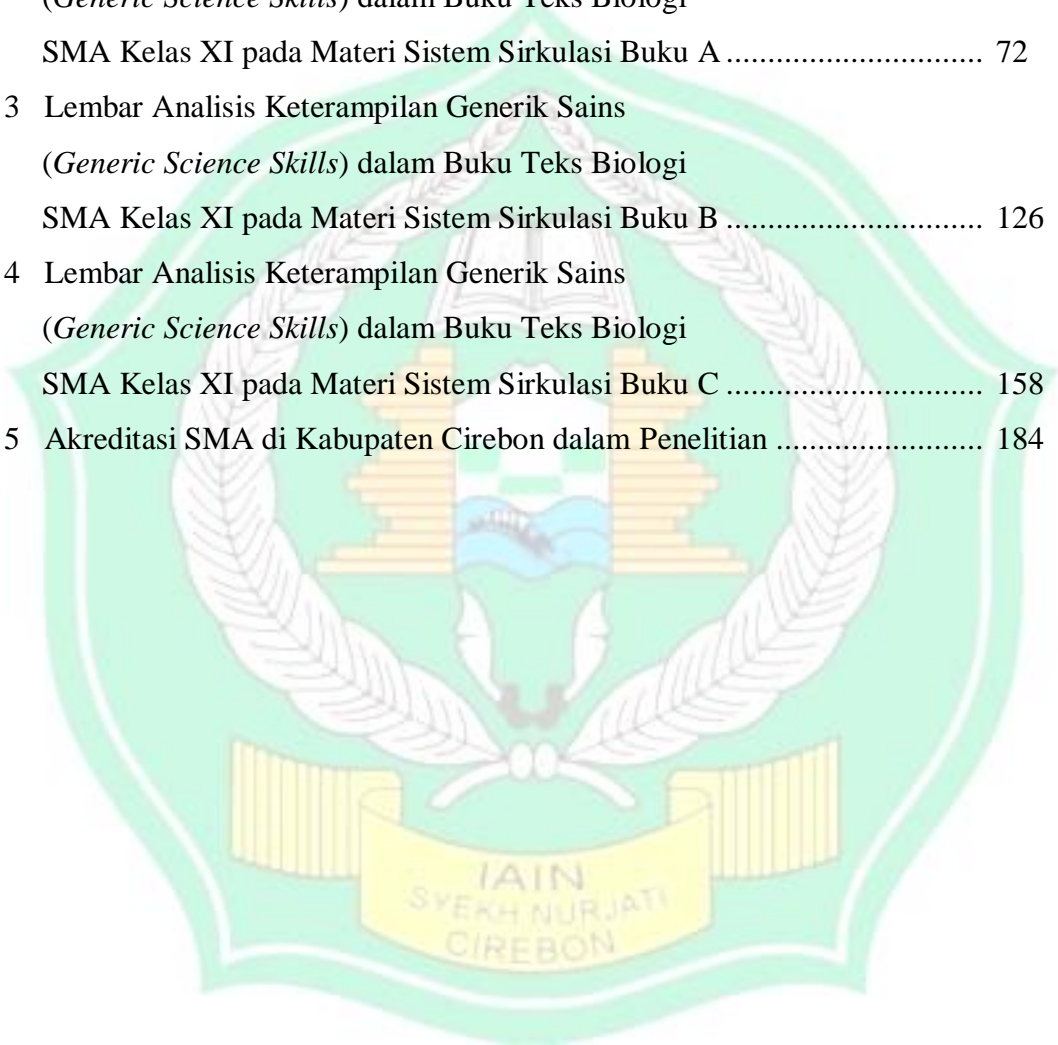 (Generic Science Skills) dalam Buku Teks Biologi
SMA Kelas XI pada Materi Sistem Sirkulasi Buku A ............................. 72
3 Lembar Analisis Keterampilan Generik Sains
(Generic Science Skills) dalam Buku Teks Biologi
SMA Kelas XI pada Materi Sistem Sirkulasi Buku B ............................. 126
4 Lembar Analisis Keterampilan Generik Sains
(Generic Science Skills) dalam Buku Teks Biologi
SMA Kelas XI pada Materi Sistem Sirkulasi Buku C ............................. 158
5 Akreditasi SMA di Kabupaten Cirebon dalam Penelitian ....................... 184
IAIN
SYEKH NURJATI
CIREBON